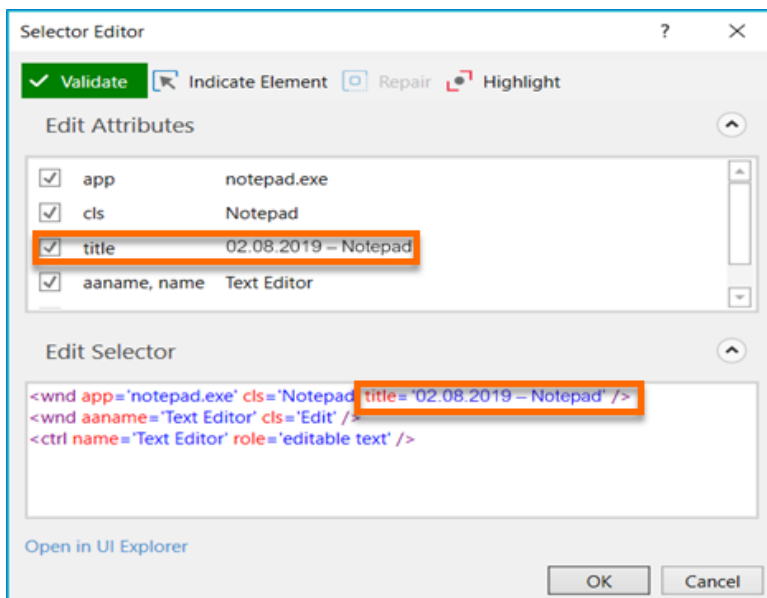 Selector Editor ?
Validate Indicate Element Repair Highlight
Edit Attributes
app notepad.exe
cls Notepad
title 02.08.2019 – Notepad
aaname, name Text Editor
Edit Selector
<wnd app='notepad.exe' cls='Notepad title='02.08.2019 – Notepad' />
<wnd aaname='Text Editor' cls='Edit' />
<ctrl name='Text Editor' role='editable text' />
Open in UI Explorer
OK Cancel